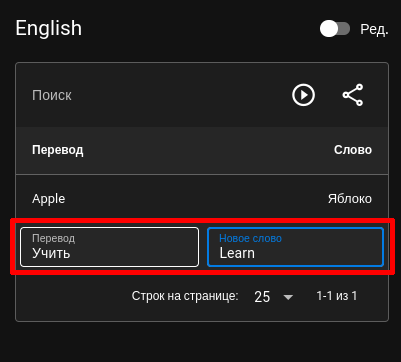 English Ред.
Поиск
Перевод Слово
Apple Яблоко
Перевод Новое слово
Учить Learn
Строк на странице: 25 1-1 из 1